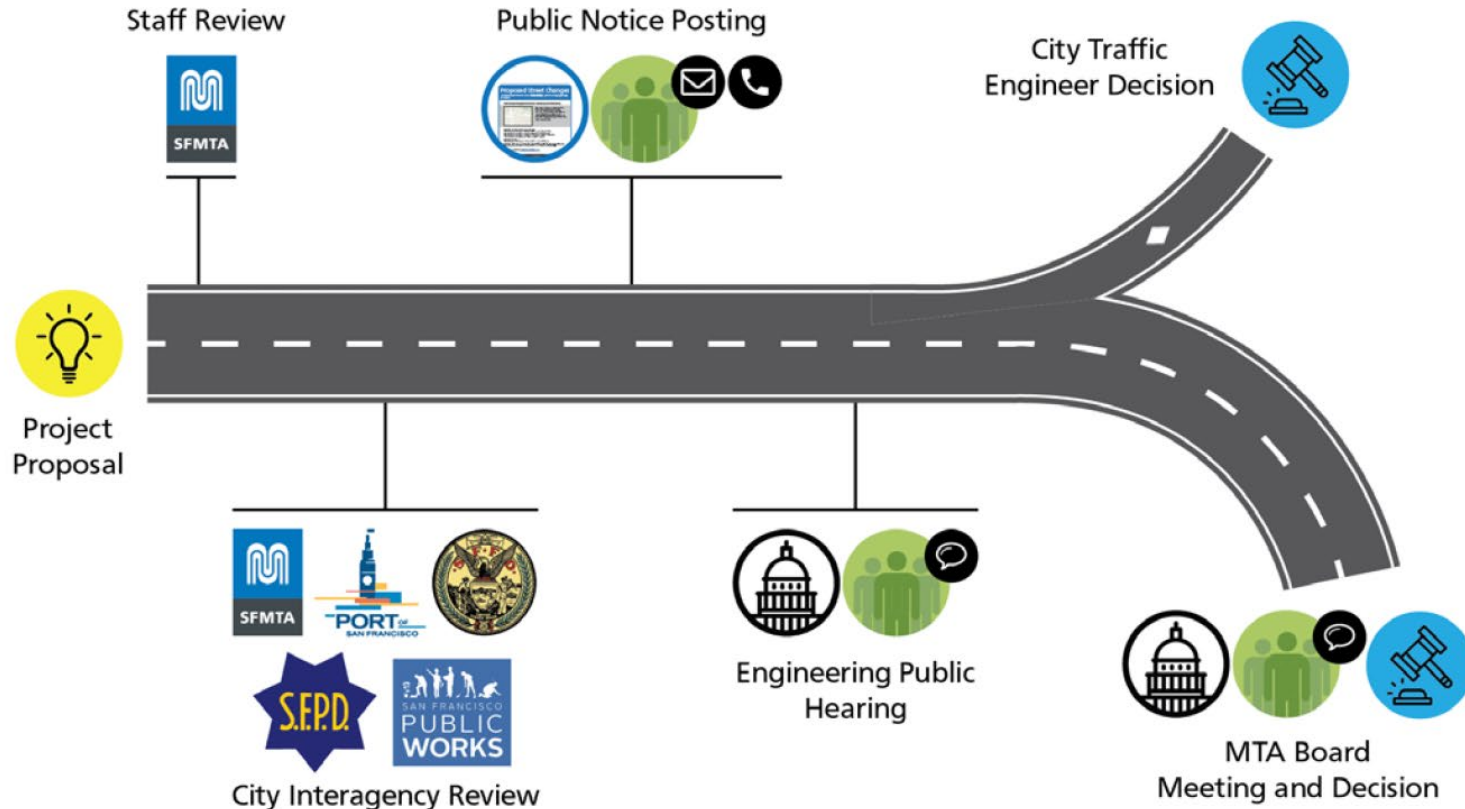 Staff Review
SFMTA
Public Notice Posting
Proposed Street Changes
City Traffic
Engineer Decision
Project
Proposal
SFMTA
PORT OF
SAN FRANCISCO
S.F.P.D.
SAN FRANCISCO
PUBLIC
WORKS
City Interagency Review
Engineering Public
Hearing
MTA Board
Meeting and Decision